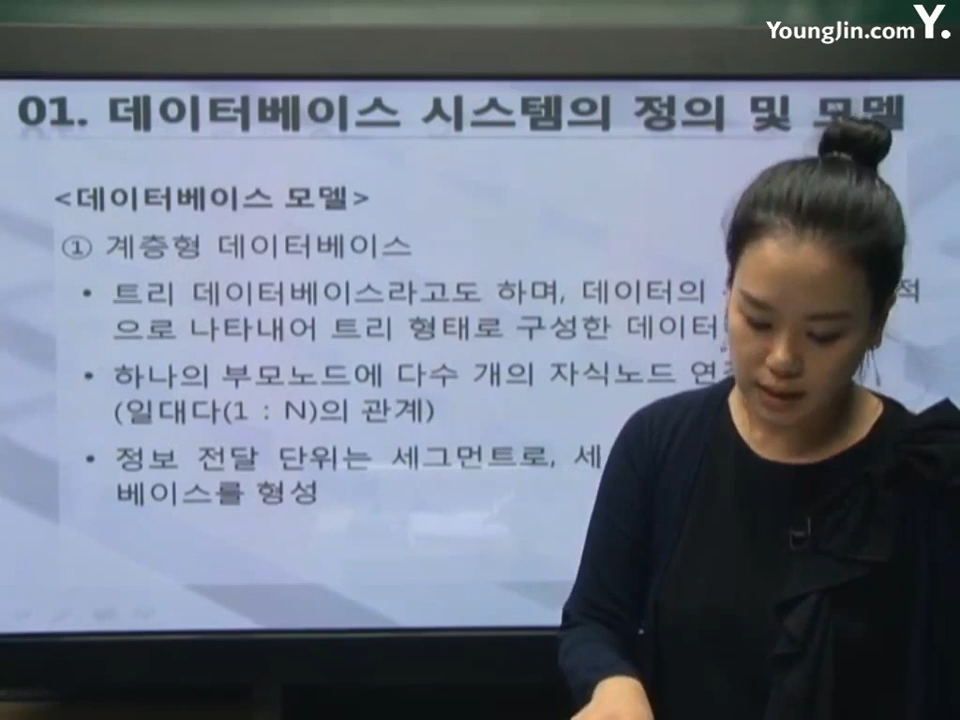 YoungJin.com Y.
01. 데이터베이스 시스템의 정의 및 모델
<데이터베이스 모델>
① 계층형 데이터베이스
• 트리 데이터베이스라고도 하며, 데이터의 적
으로 나타내어 트리 형태로 구성한
• 하나의 부모노드에 다수 개의 자식노드
(일대다(1 : N)의 관계)
• 정보 전달 단위는 세그먼트로,
베이스를 형성